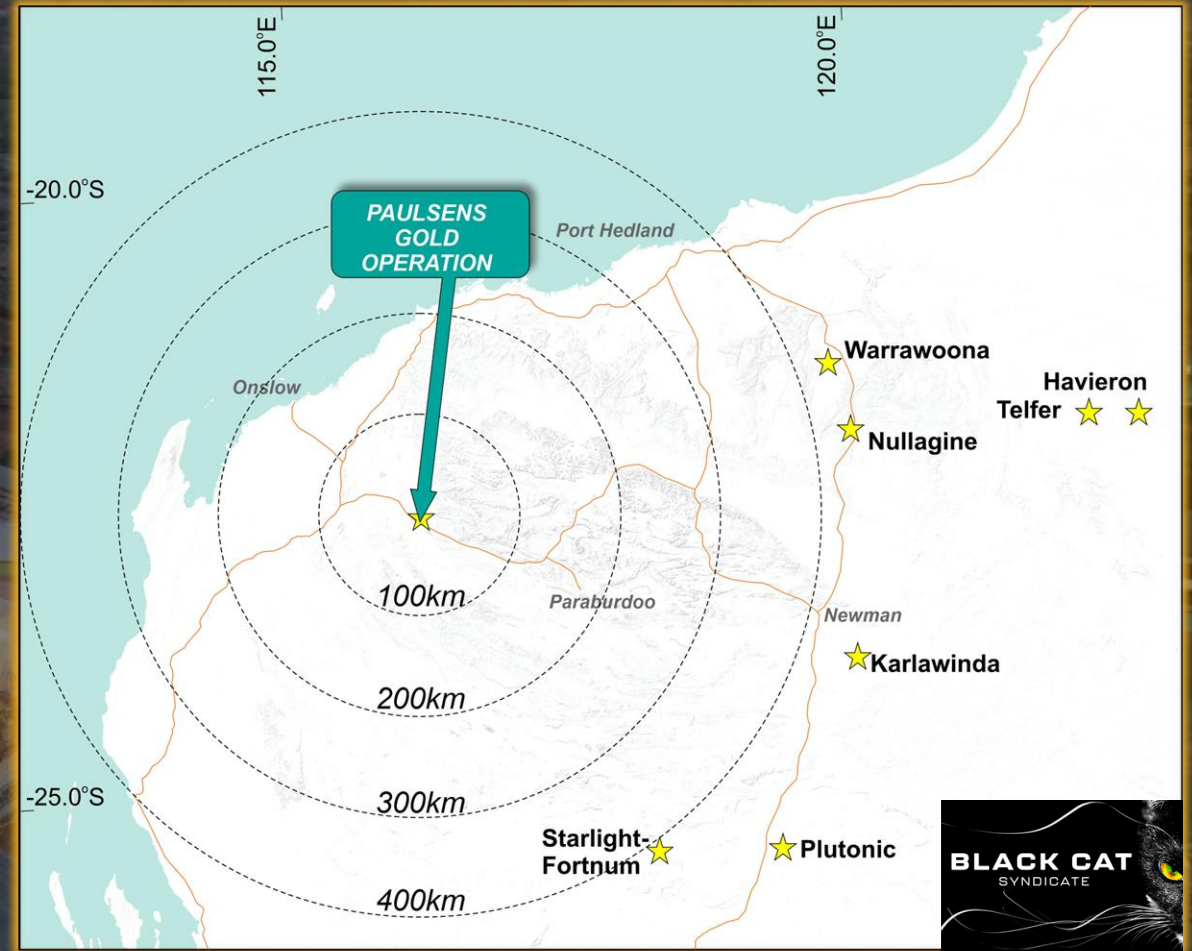 115.0°E
120.0°E
-20.0°S
PAULSENS
GOLD
OPERATION
Port Hedland
Warrawoona
Havieron
Telfer
Onslow
Nullagine
100km
Paraburdoo
Newman
Karlawinda
200km
-25.0°S
300km
Starlight-
Fortnum
Plutonic
400km
BLACK CAT
SYNDICATE